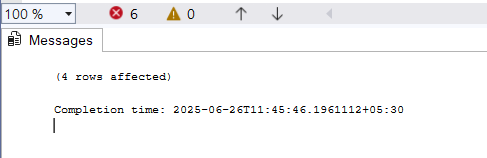 100 %
6
0
Messages
(4 rows affected)
Completion time: 2025-06-26T11:45:46.1961112+05:30